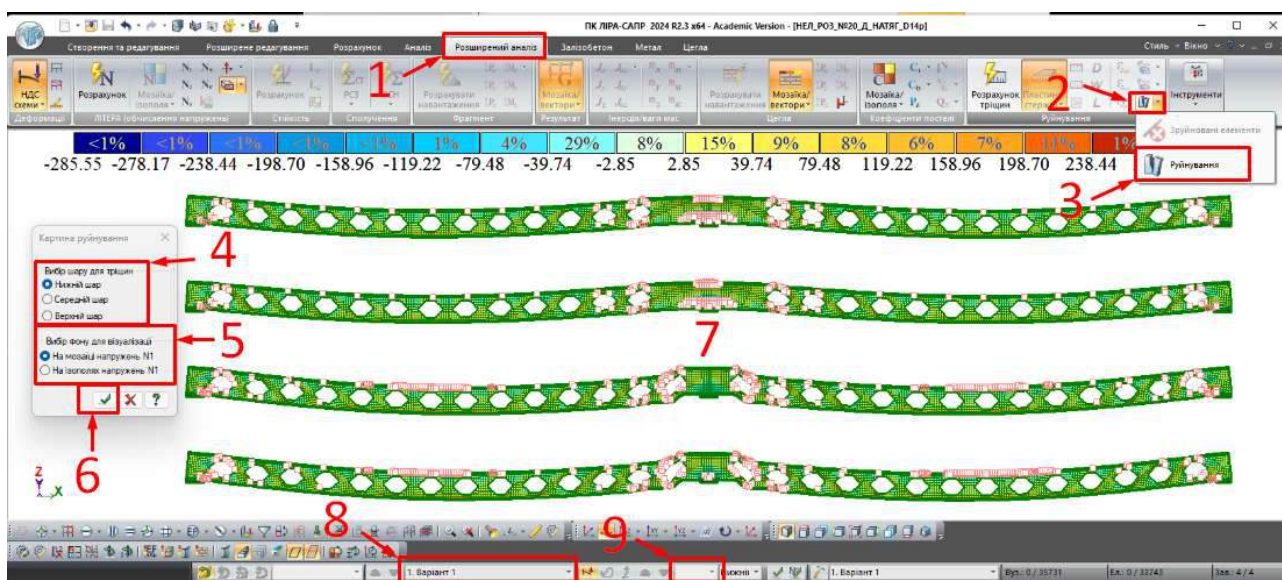 ПК ЛІРА-САПР 2024 R2.3 x64 - Academic Version - [НЕЛ_РОЗ_№20_Д_НАТЯГ_D14p]
Створення та редагування Розширене редагування Розрахунок Аналіз Розширений аналіз Залізобетон Метал Цегла Стиль Вікно
1
2
НДС схеми Розрахунок Мозаїка/ ізополя Розрахунок РСЗ Розрахувати навантаження Мозаїка/ вектори Розрахувати навантаження Мозаїка/ вектори Мозаїка/ ізополя Розрахунок тріщин Інструменти
Деформації Стійкість Сполучення Фрагмент Результат Інерція/ваги мас Цегла Коефіцієнти постелі Руйнування
Зруйновані елементи
Руйнування
3
<1% <1% <1% <1% <1% 1% 4% 29% 8% 15% 9% 8% 6% 7% 11% 1%
-285.55 -278.17 -238.44 -198.70 -158.96 -119.22 -79.48 -39.74 -2.85 2.85 39.74 79.48 119.22 158.96 198.70 238.44
Картина руйнування
4
Вибір шару для тріщин
Нижній шар
Середній шар
Верхній шар
5
Вибір фону для візуалізації
На мозаїці напружень N1
На ізополях напружень N1
?
6
7
Z
Y
X
8
9
1. Варіант 1 Нижня 1. Варіант 1 Вуз.: 0 / 35731 Ел.: 0 / 33245 Зав.: 4 / 4